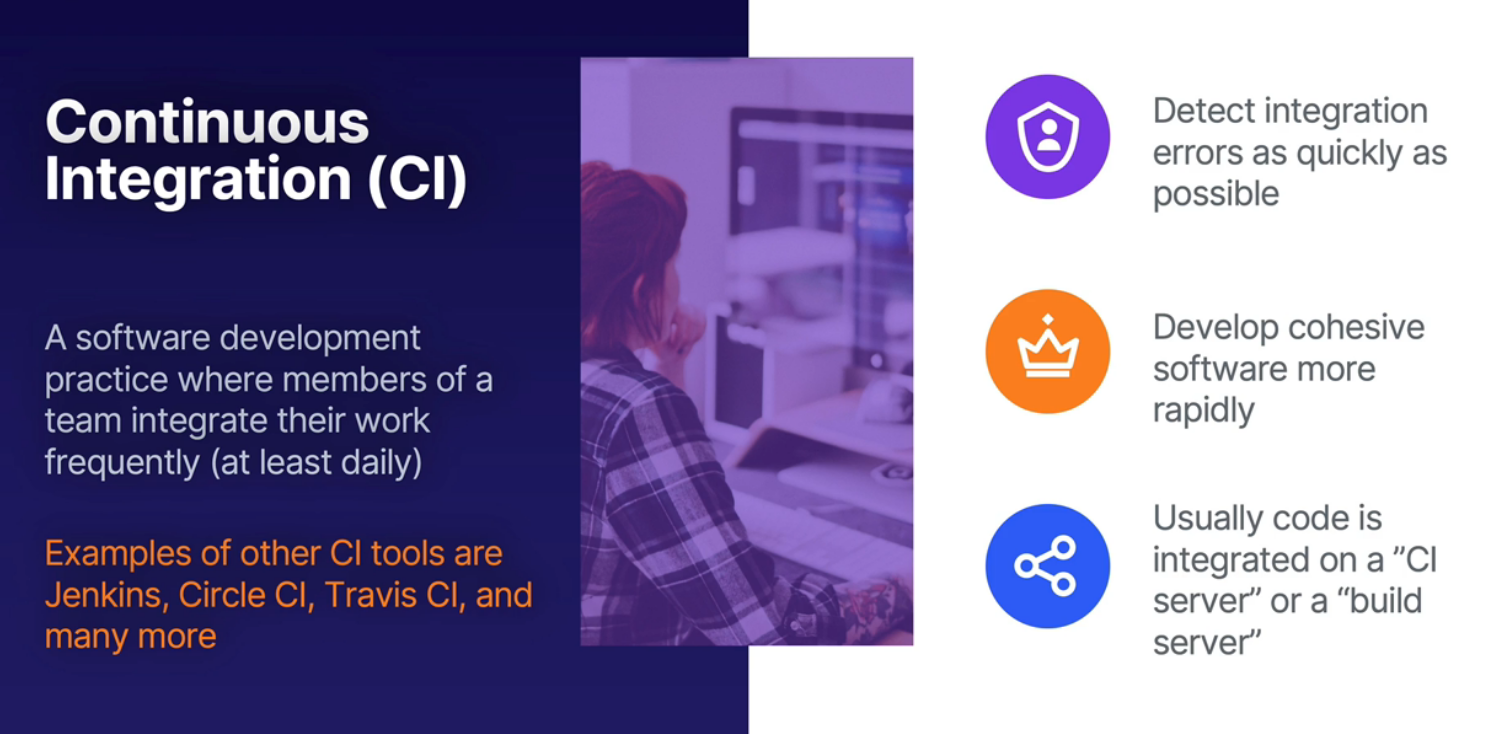 Continuous
Integration (CI)
A software development
practice where members of a
team integrate their work
frequently (at least daily)
Examples of other CI tools are
Jenkins, Circle CI, Travis CI, and
many more
Detect integration
errors as quickly as
possible
Develop cohesive
software more
rapidly
Usually code is
integrated on a ”CI
server” or a “build
server”